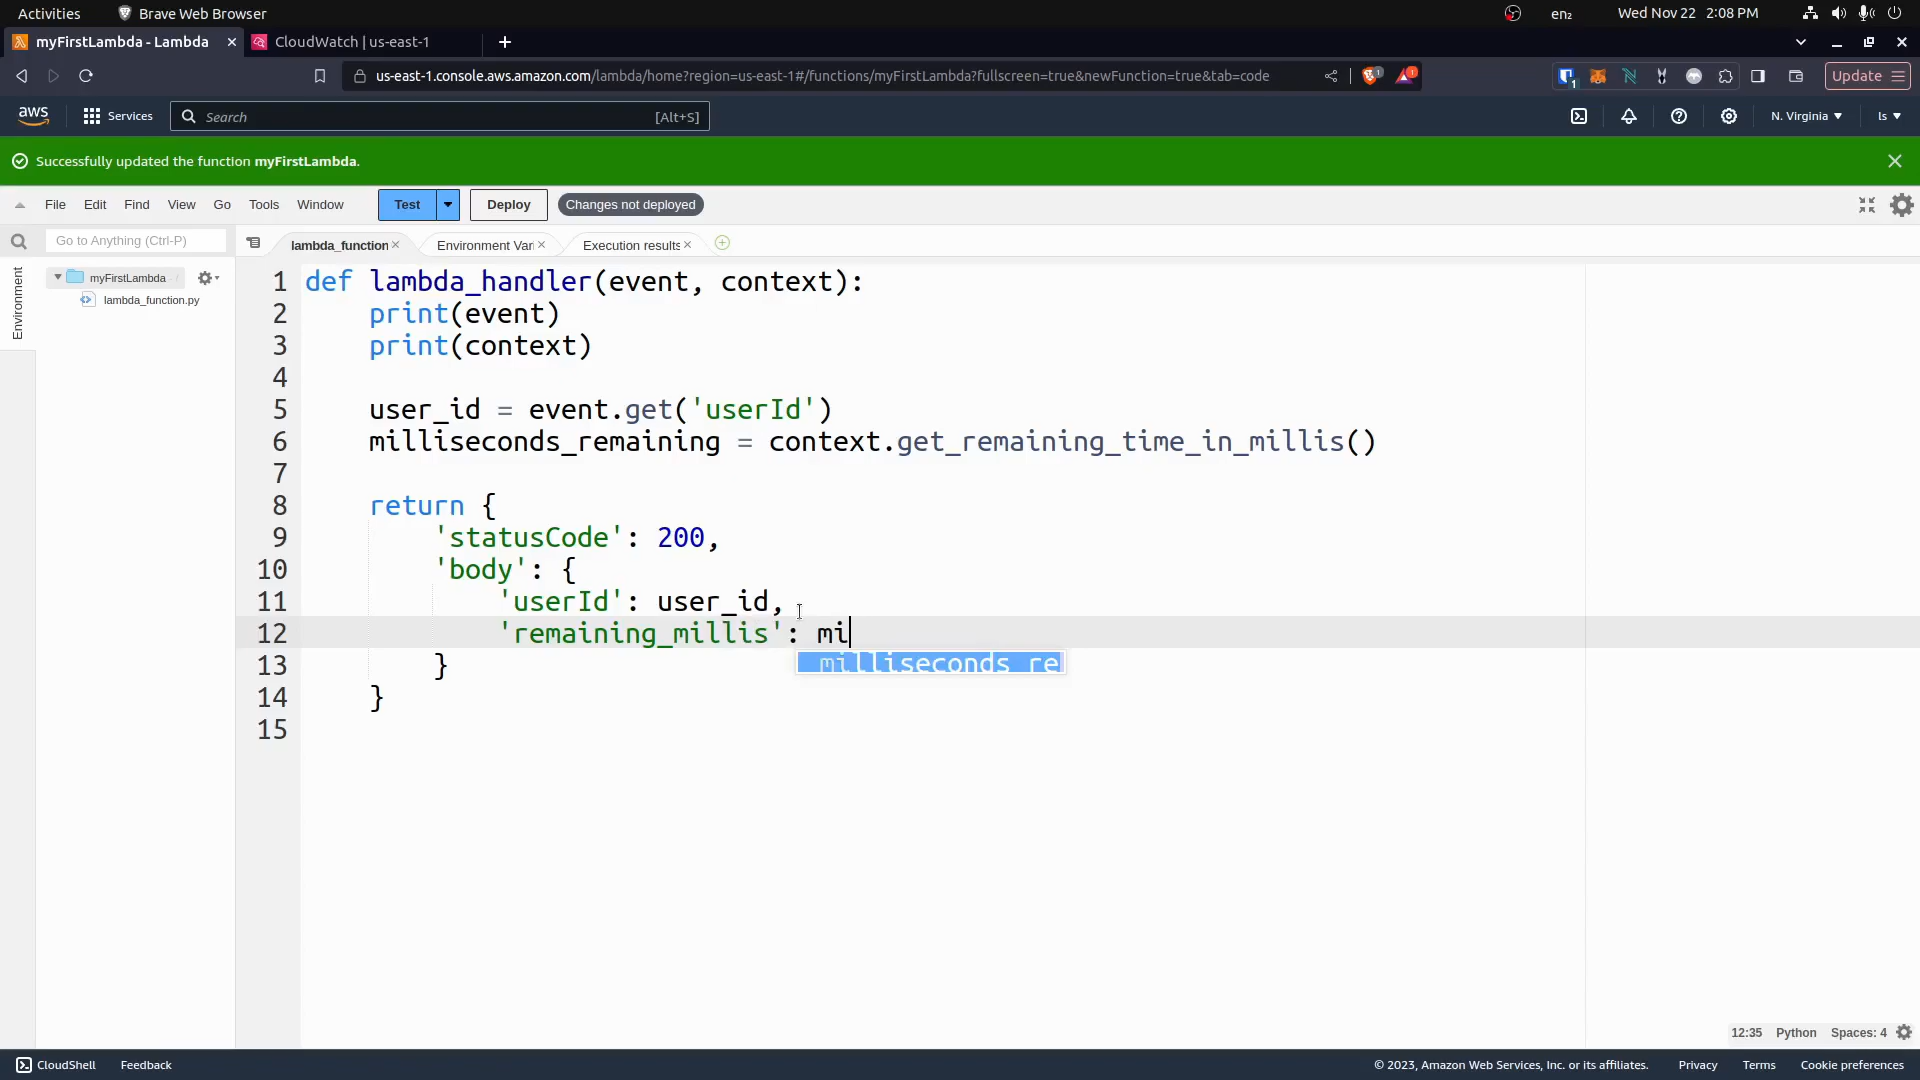 Activities
Brave Web Browser
en₂
Wed Nov 22 2:08 PM
myFirstLambda - Lambda
CloudWatch | us-east-1
us-east-1.console.aws.amazon.com/lambda/home?region=us-east-1#/functions/myFirstLambda?fullscreen=true&newFunction=true&tab=code
1
1
1
Update
aws
Services
Search
[Alt+S]
N. Virginia
ls
Successfully updated the function myFirstLambda.
File Edit Find View Go Tools Window
Test
Deploy
Changes not deployed
Go to Anything (Ctrl-P)
lambda_function
Environment Var
Execution results
Environment
myFirstLambda -
lambda_function.py
1 def lambda_handler(event, context):
2 print(event)
3 print(context)
4
5 user_id = event.get('userId')
6 milliseconds_remaining = context.get_remaining_time_in_millis()
7
8 return {
9 'statusCode': 200,
10 'body': {
11 'userId': user_id,
12 'remaining_millis': mi
milliseconds_re
13 }
14 }
15
12:35 Python Spaces: 4
CloudShell
Feedback
© 2023, Amazon Web Services, Inc. or its affiliates.
Privacy
Terms
Cookie preferences